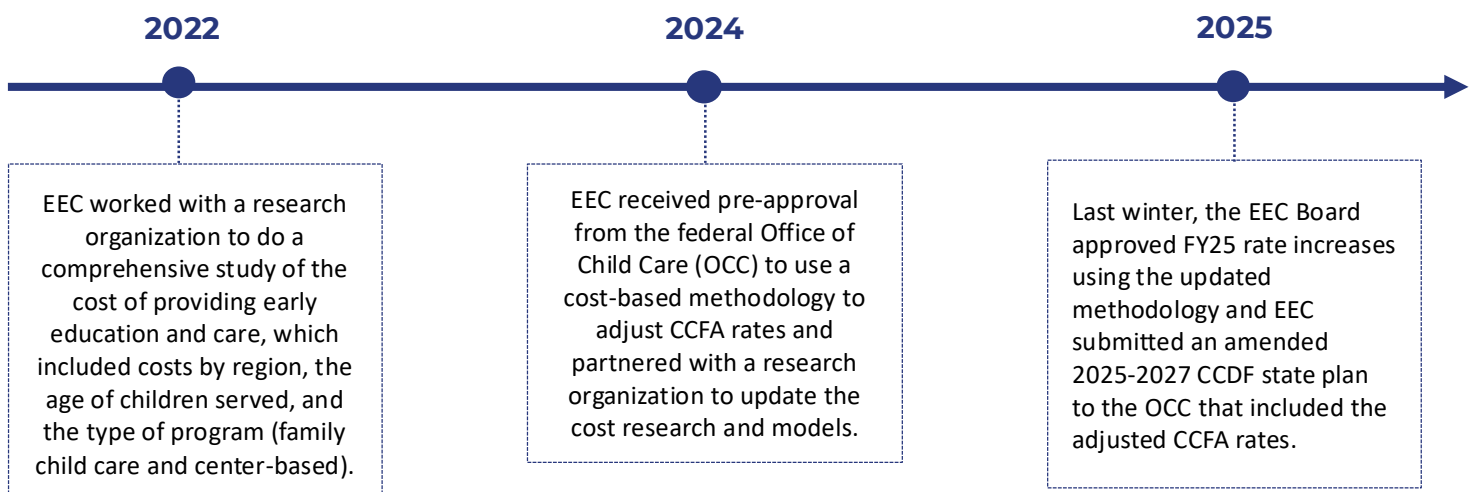 2022
2024
2025
EEC worked with a research
organization to do a
comprehensive study of the
cost of providing early
education and care, which
included costs by region, the
age of children served, and
the type of program (family
child care and center-based).
EEC received pre-approval
from the federal Office of
Child Care (OCC) to use a
cost-based methodology to
adjust CCFA rates and
partnered with a research
organization to update the
cost research and models.
Last winter, the EEC Board
approved FY25 rate increases
using the updated
methodology and EEC
submitted an amended
2025-2027 CCDF state plan
to the OCC that included the
adjusted CCFA rates.